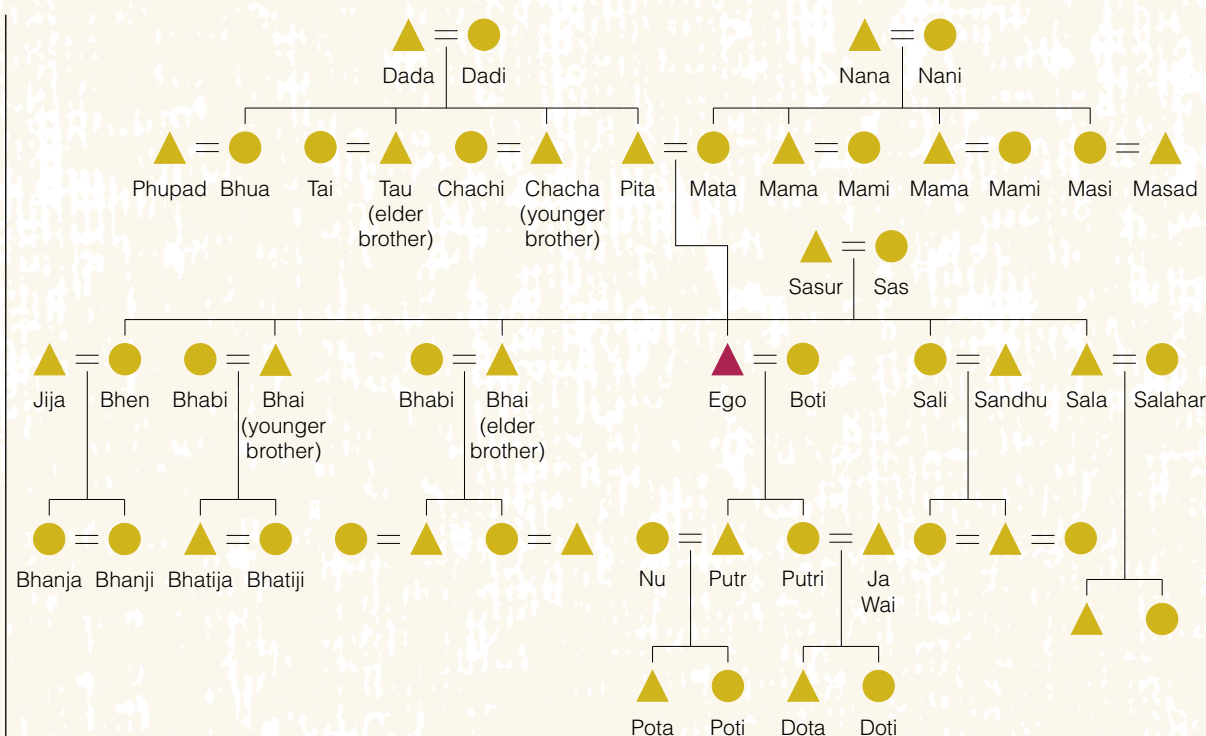 Dada Dadi Nana Nani
Phupad Bhua Tai Tau Chachi Chacha Pita Mata Mama Mami Mama Mami Masi Masad
(elder (younger
brother) brother)
Sasur Sas
Jija Bhen Bhabi Bhai Bhabi Bhai Ego Boti Sali Sandhu Sala Salahar
(younger (elder
brother) brother)
Bhanja Bhanji Bhatija Bhatiji Nu Putr Putri Ja
Wai
Pota Poti Dota Doti